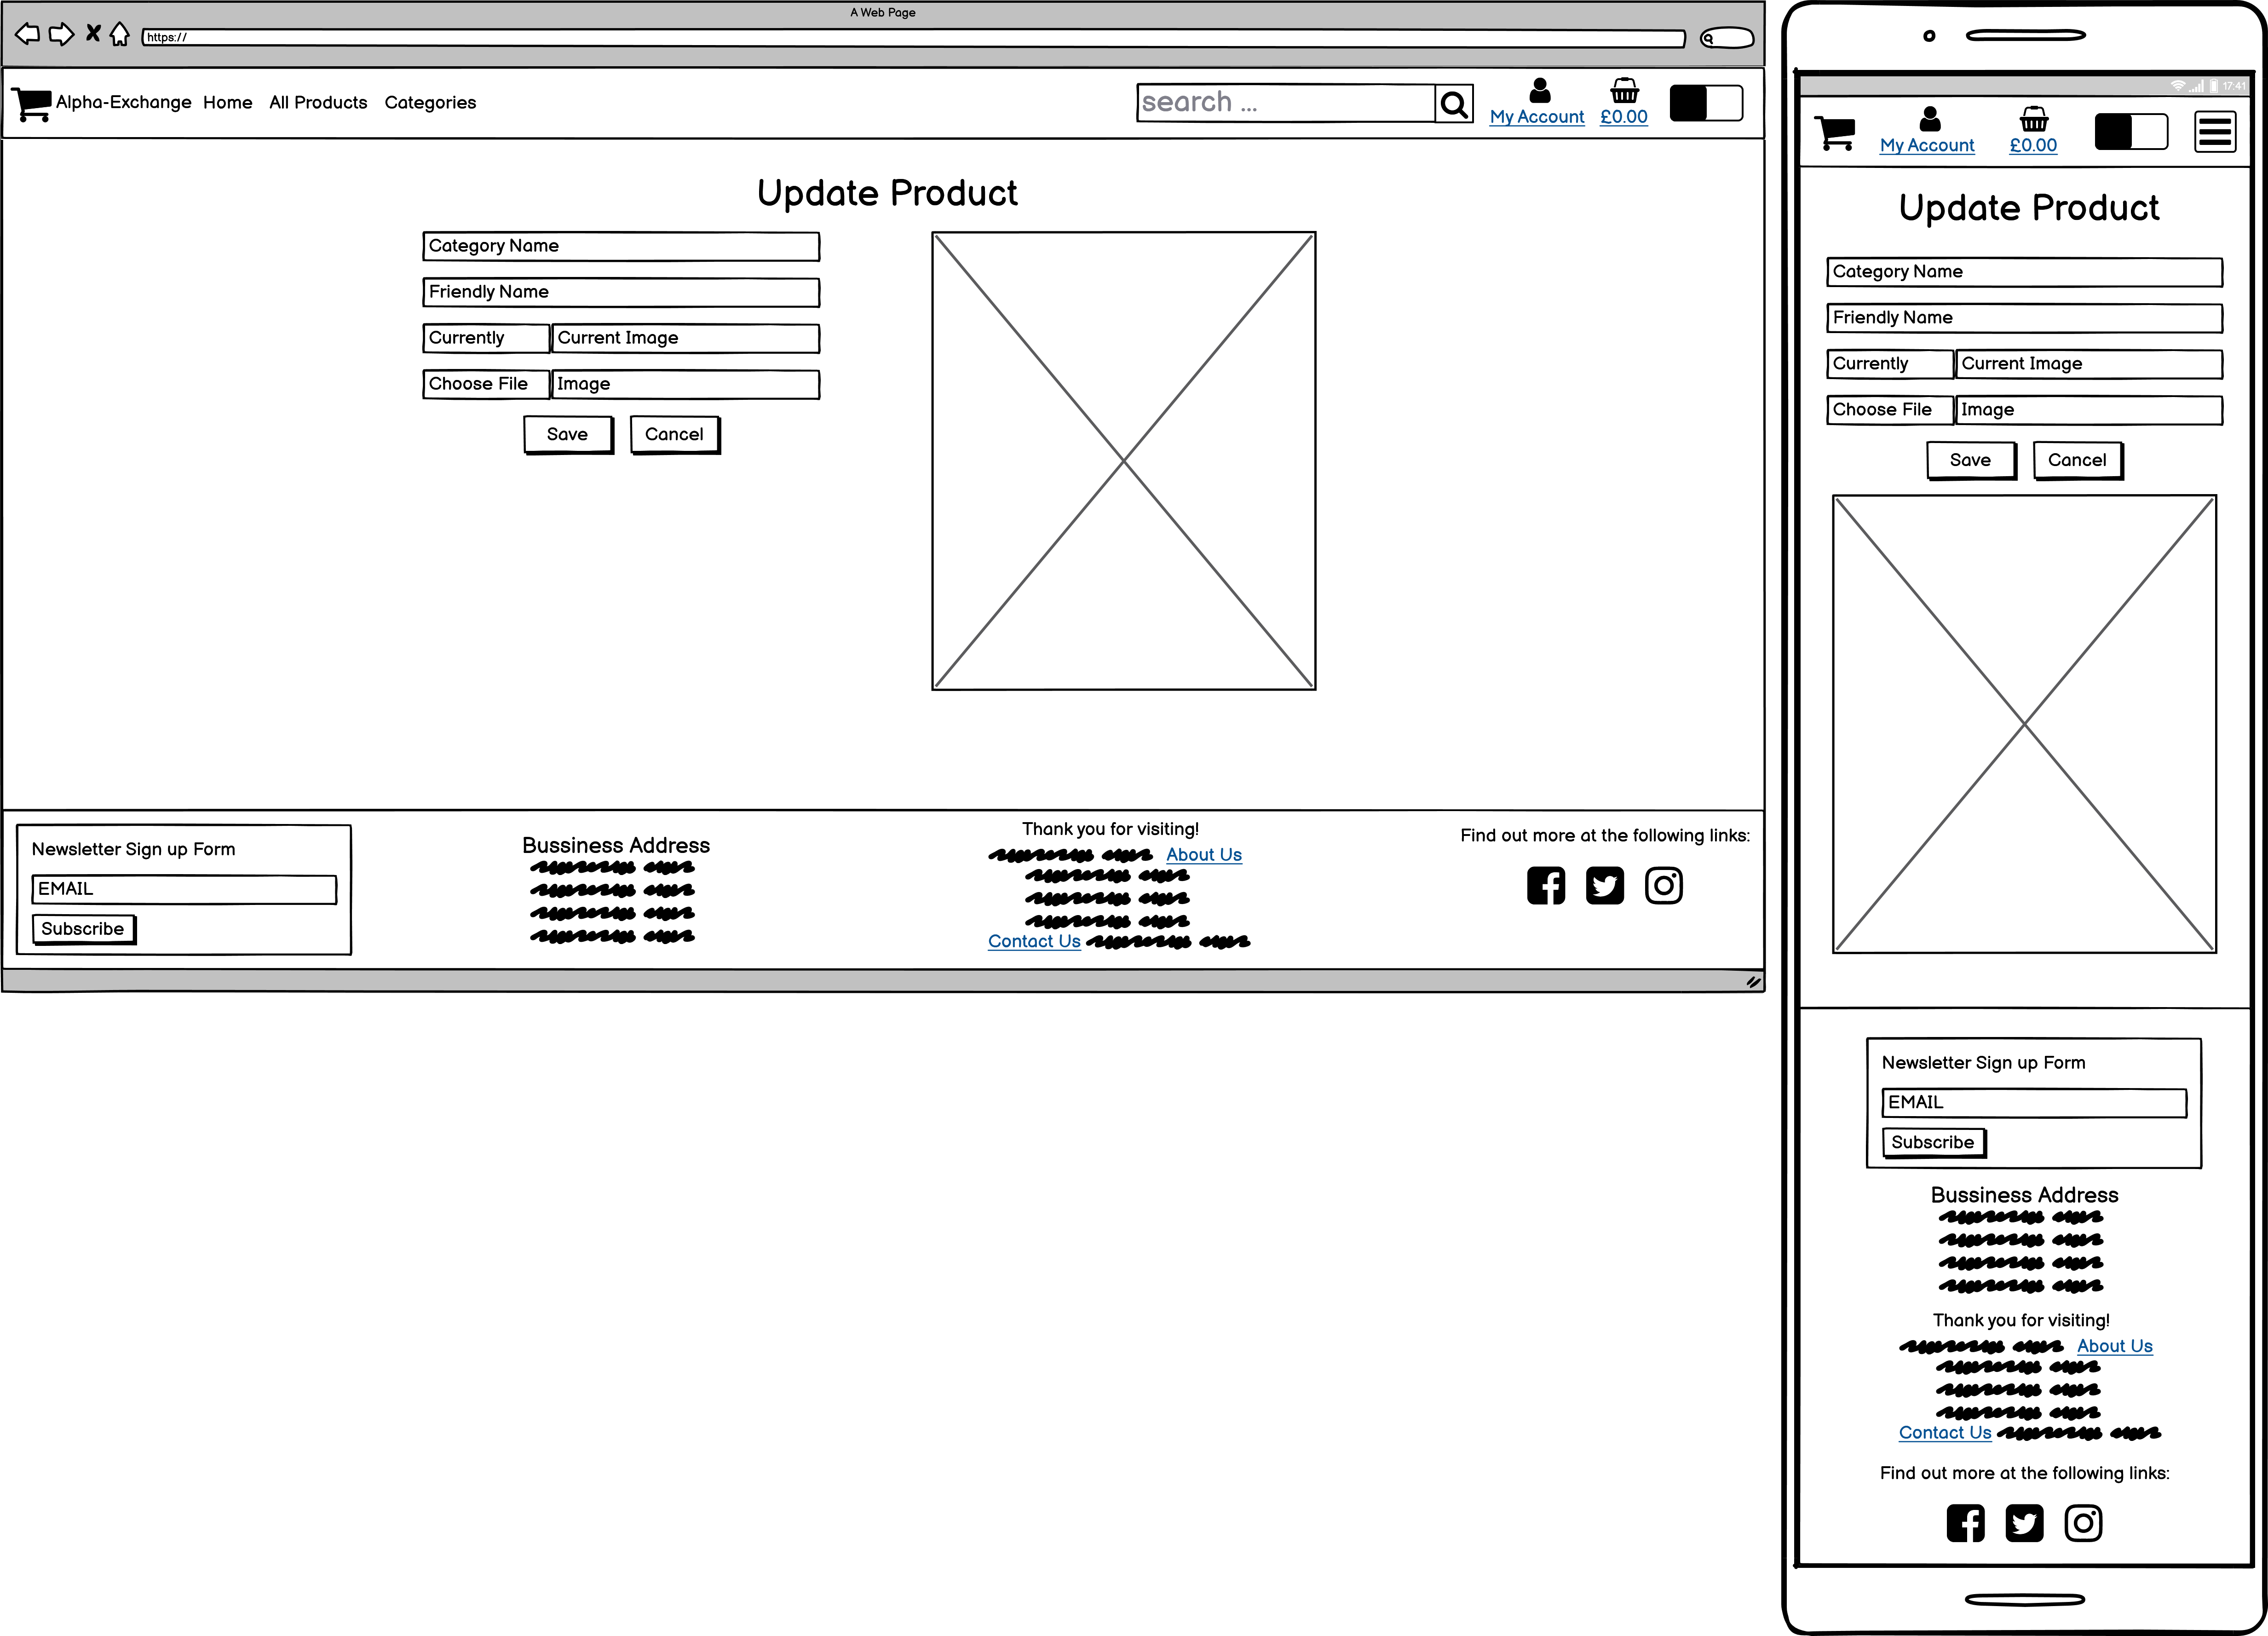 A Web Page
https://
Alpha-Exchange Home All Products Categories
search ...
My Account £0.00
Update Product
Category Name
Friendly Name
Currently Current Image
Choose File Image
Save Cancel
Newsletter Sign up Form
EMAIL
Subscribe
Bussiness Address
Thank you for visiting!
About Us
Contact Us
Find out more at the following links:
17:41
My Account £0.00
Update Product
Category Name
Friendly Name
Currently Current Image
Choose File Image
Save Cancel
Newsletter Sign up Form
EMAIL
Subscribe
Bussiness Address
Thank you for visiting!
About Us
Contact Us
Find out more at the following links: